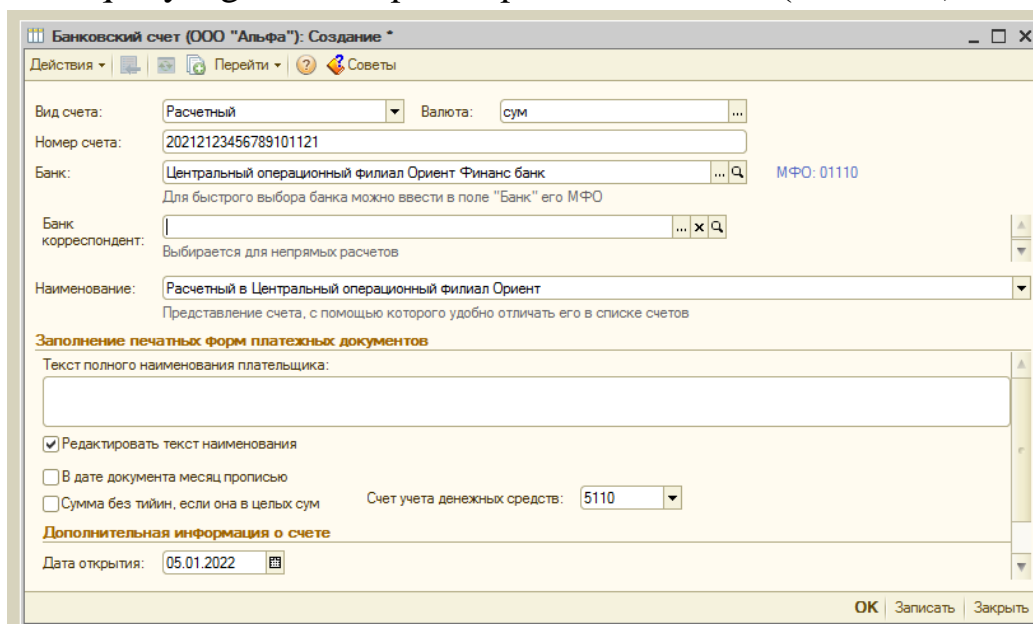 Банковский счет (ООО "Альфа"): Создание *
Действия Перейти Советы
Вид счета: Расчетный Валюта: сум ...
Номер счета: 20212123456789101121
Банк: Центральный операционный филиал Ориент Финанс банк ... МФО: 01110
Для быстрого выбора банка можно ввести в поле "Банк" его МФО
Банк
корреспондент: ...
Выбирается для непрямых расчетов
Наименование: Расчетный в Центральный операционный филиал Ориент
Представление счета, с помощью которого удобно отличать его в списке счетов
Заполнение печатных форм платежных документов
Текст полного наименования плательщика:
Редактировать текст наименования
В дате документа месяц прописью
Сумма без тийин, если она в целых сум Счет учета денежных средств: 5110
Дополнительная информация о счете
Дата открытия: 05.01.2022
OK Записать Закрыть